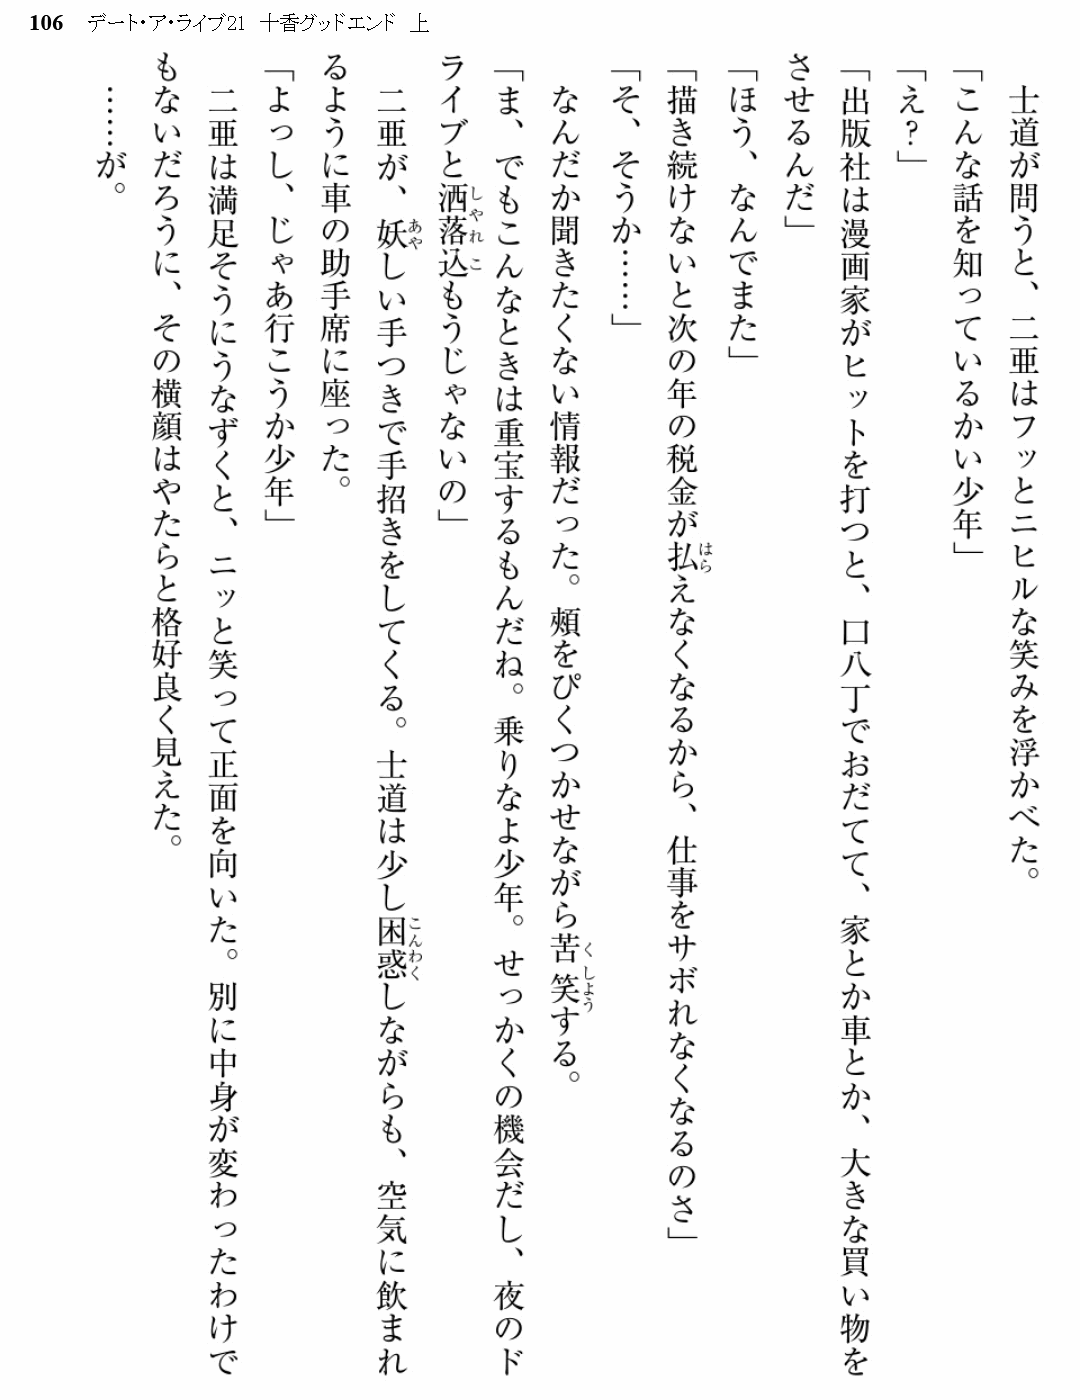 106 デート・ア・ライブ21 十香グッドエンド 上
　士道が問うと、二亜はフッとニヒルな笑みを浮かべた。
「こんな話を知っているかい少年」
「え？」
「出版社は漫画家がヒットを打つと、口八丁でおだてて、家とか車とか、大きな買い物を
させるんだ」
「ほう、なんでまた」
「描き続けないと次の年の税金が払えなくなるから、仕事をサボれなくなるのさ」
「そ、そうか……」
　なんだか聞きたくない情報だった。頬をぴくつかせながら苦笑する。
「ま、でもこんなときは重宝するもんだね。乗りなよ少年。せっかくの機会だし、夜のド
ライブと洒落込もうじゃないの」
　二亜が、妖しい手つきで手招きをしてくる。士道は少し困惑しながらも、空気に飲まれ
るように車の助手席に座った。
「よっし、じゃあ行こうか少年」
　二亜は満足そうにうなずくと、ニッと笑って正面を向いた。別に中身が変わったわけで
もないだろうに、その横顔はやたらと格好良く見えた。
　……が。